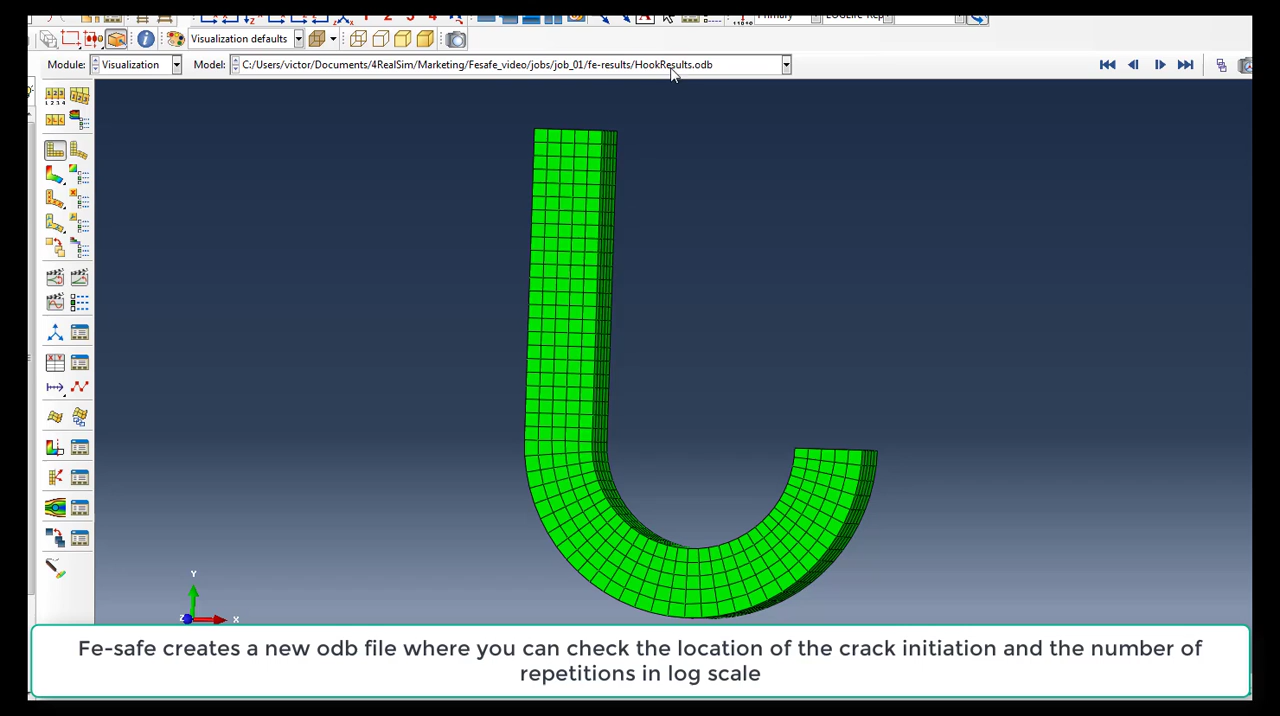 Visualization defaults
Module: Visualization Model: C:/Users/victor/Documents/4RealSim/Marketing/Fesafe_video/jobs/job_01/fe-results/HookResults.odb
Y
X
Fe-safe creates a new odb file where you can check the location of the crack initiation and the number of
repetitions in log scale